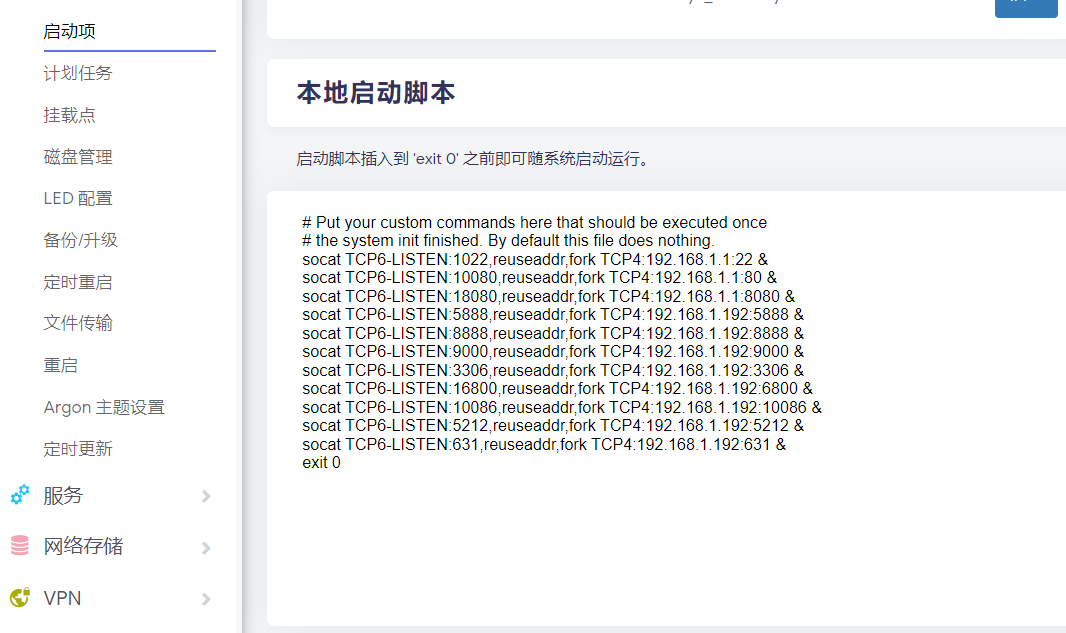 启动项
计划任务
挂载点
磁盘管理
LED 配置
备份/升级
定时重启
文件传输
重启
Argon 主题设置
定时更新
服务
网络存储
VPN
本地启动脚本
启动脚本插入到 'exit 0' 之前即可随系统启动运行。
# Put your custom commands here that should be executed once
# the system init finished. By default this file does nothing.
socat TCP6-LISTEN:1022,reuseaddr,fork TCP4:192.168.1.1:22 &
socat TCP6-LISTEN:10080,reuseaddr,fork TCP4:192.168.1.1:80 &
socat TCP6-LISTEN:18080,reuseaddr,fork TCP4:192.168.1.1:8080 &
socat TCP6-LISTEN:5888,reuseaddr,fork TCP4:192.168.1.192:5888 &
socat TCP6-LISTEN:8888,reuseaddr,fork TCP4:192.168.1.192:8888 &
socat TCP6-LISTEN:9000,reuseaddr,fork TCP4:192.168.1.192:9000 &
socat TCP6-LISTEN:3306,reuseaddr,fork TCP4:192.168.1.192:3306 &
socat TCP6-LISTEN:16800,reuseaddr,fork TCP4:192.168.1.192:6800 &
socat TCP6-LISTEN:10086,reuseaddr,fork TCP4:192.168.1.192:10086 &
socat TCP6-LISTEN:5212,reuseaddr,fork TCP4:192.168.1.192:5212 &
socat TCP6-LISTEN:631,reuseaddr,fork TCP4:192.168.1.192:631 &
exit 0